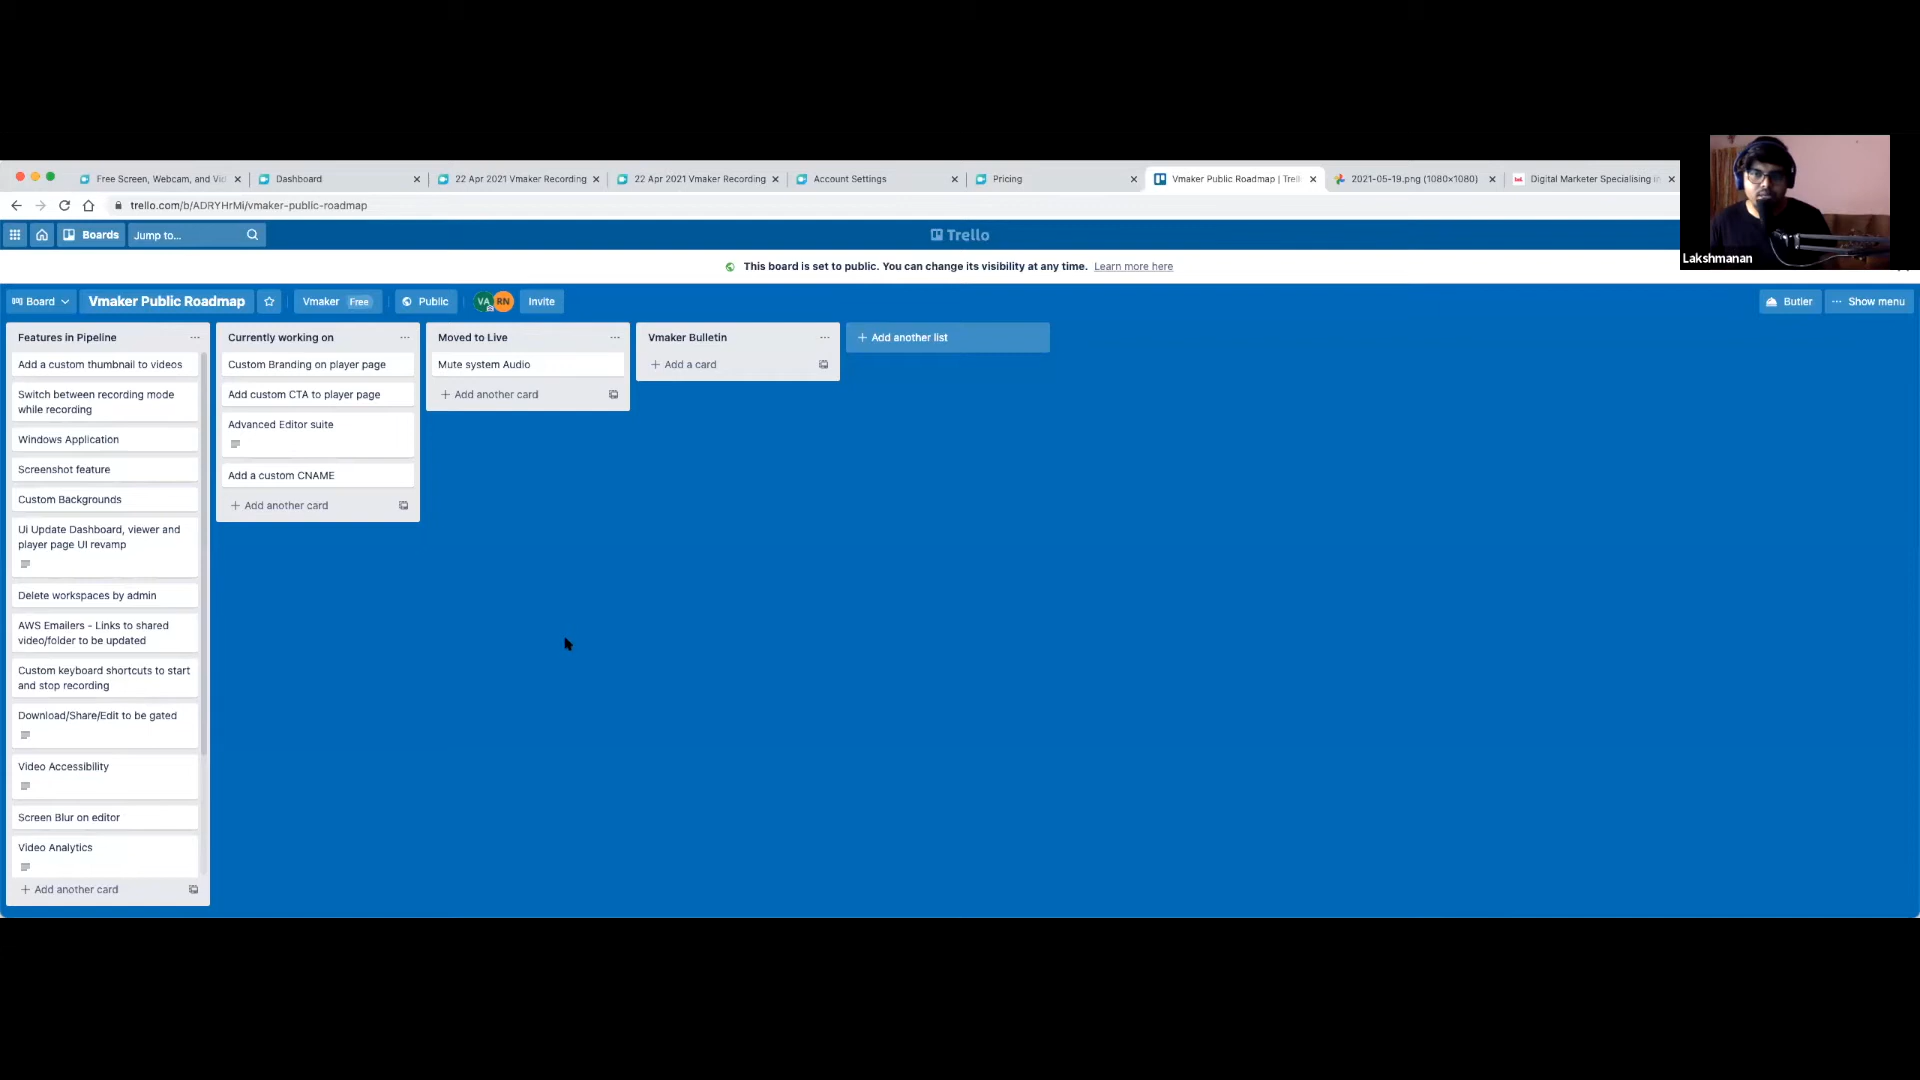 Free Screen, Webcam, and Vid
Dashboard
22 Apr 2021 Vmaker Recording
22 Apr 2021 Vmaker Recording
Account Settings
Pricing
Vmaker Public Roadmap | Trell
2021-05-19.png (1080×1080)
Digital Marketer Specialising in
trello.com/b/ADRYHrMi/vmaker-public-roadmap
Lakshmanan
Boards
Jump to...
Trello
This board is set to public. You can change its visibility at any time. Learn more here
Board
Vmaker Public Roadmap
Vmaker Free
Public
VA
RN
Invite
Butler
Show menu
Features in Pipeline
Add a custom thumbnail to videos
Switch between recording mode
while recording
Windows Application
Screenshot feature
Custom Backgrounds
Ui Update Dashboard, viewer and
player page UI revamp
Delete workspaces by admin
AWS Emailers - Links to shared
video/folder to be updated
Custom keyboard shortcuts to start
and stop recording
Download/Share/Edit to be gated
Video Accessibility
Screen Blur on editor
Video Analytics
+ Add another card
Currently working on
Custom Branding on player page
Add custom CTA to player page
Advanced Editor suite
Add a custom CNAME
+ Add another card
Moved to Live
Mute system Audio
+ Add another card
Vmaker Bulletin
+ Add a card
+ Add another list